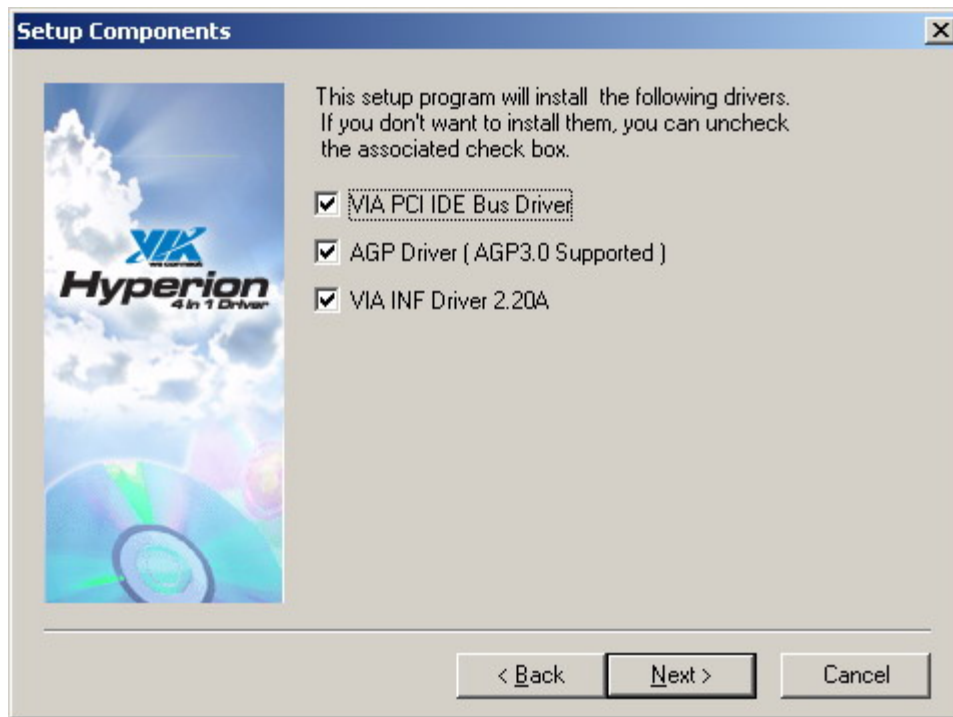 Setup Components
This setup program will install the following drivers.
If you don't want to install them, you can uncheck
the associated check box.
VIA PCI IDE Bus Driver
AGP Driver ( AGP3.0 Supported )
VIA INF Driver 2.20A
VIA
Hyperion
4 in 1 Driver
< Back
Next >
Cancel